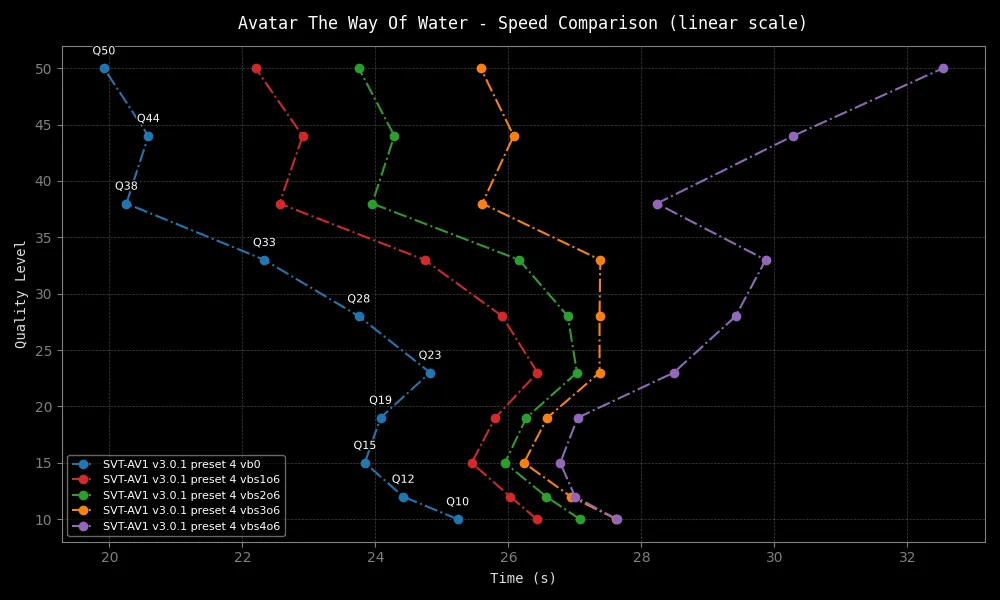 Avatar The Way Of Water - Speed Comparison (linear scale)
Q50
50
Q44
45
Q38
40
Q33
35
Q28
30
Q23
25
Q19
20
Q15
15
Q12
Q10
10
Quality Level
SVT-AV1 v3.0.1 preset 4 vb0
SVT-AV1 v3.0.1 preset 4 vbs1o6
SVT-AV1 v3.0.1 preset 4 vbs2o6
SVT-AV1 v3.0.1 preset 4 vbs3o6
SVT-AV1 v3.0.1 preset 4 vbs4o6
20 22 24 26 28 30 32
Time (s)